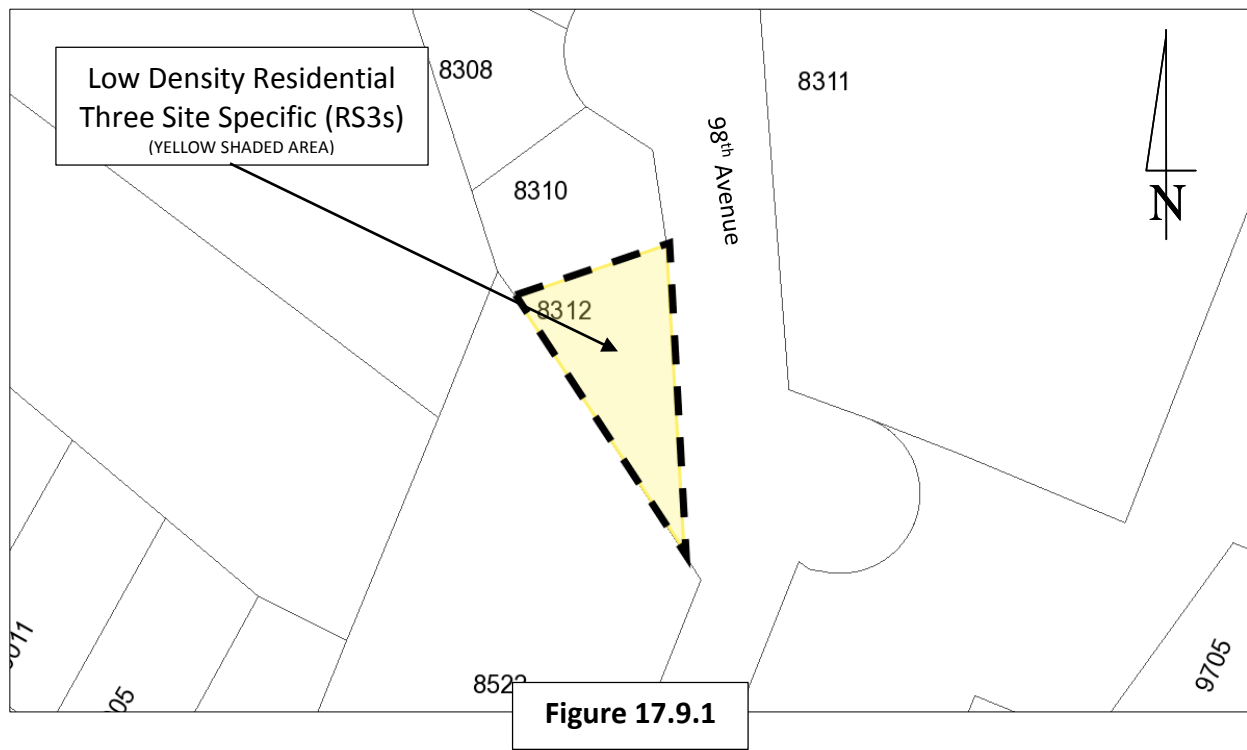 Low Density Residential
Three Site Specific (RS3s)
(YELLOW SHADED AREA)
8308
8311
98th Avenue
8310
N
8312
9705
Figure 17.9.1